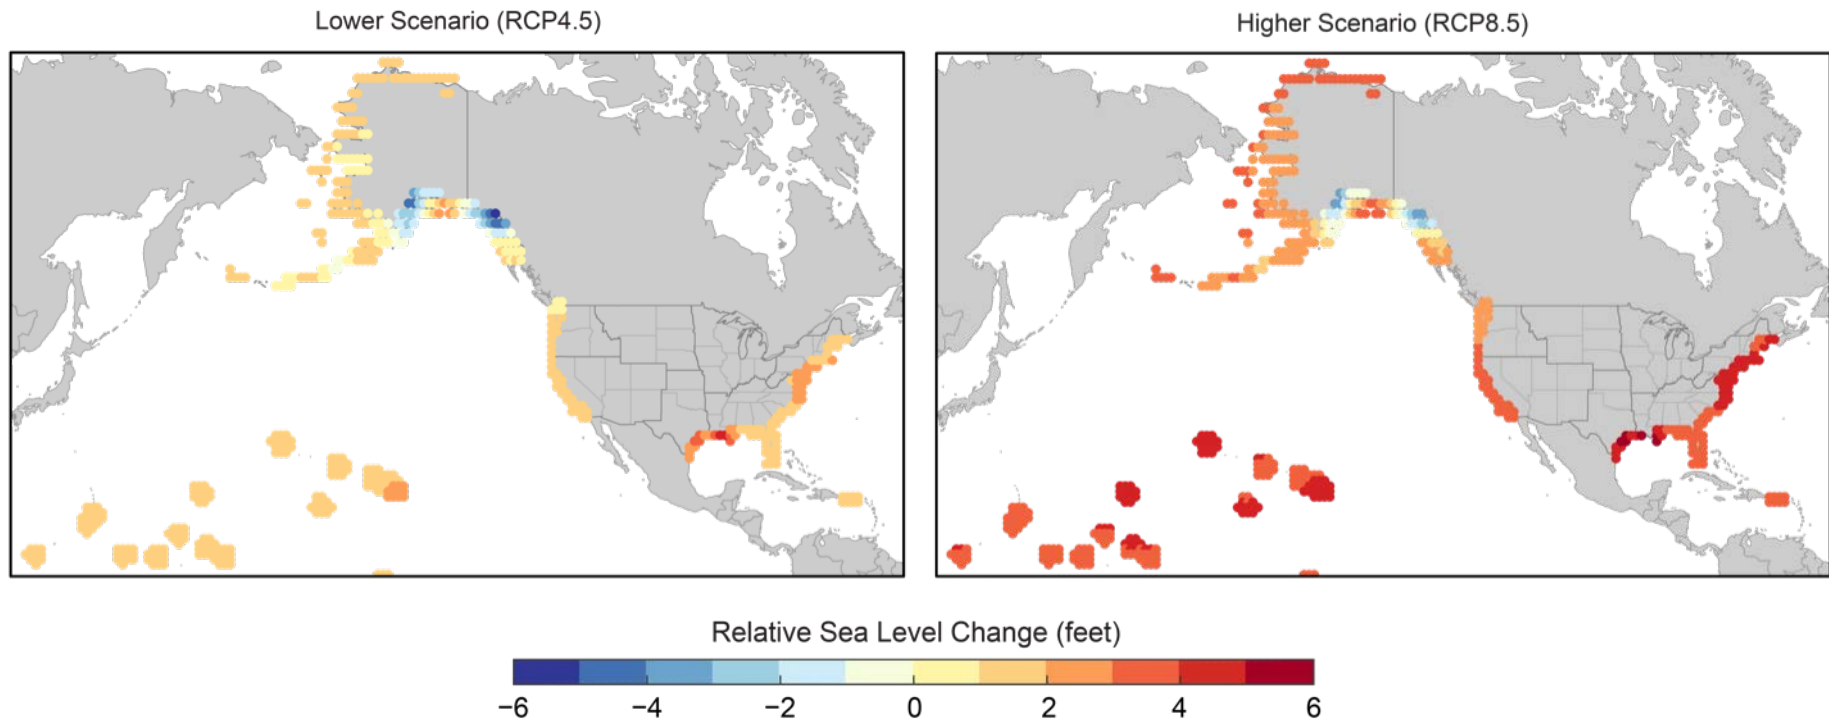 Lower Scenario (RCP4.5)
Higher Scenario (RCP8.5)
Relative Sea Level Change (feet)
−6 −4 −2 0 2 4 6